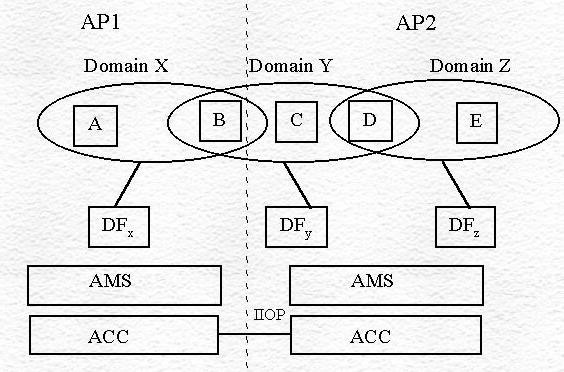 AP1 AP2
Domain X Domain Y Domain Z
A B C D E
DFx DFy DFz
AMS AMS
IIOP
ACC ACC